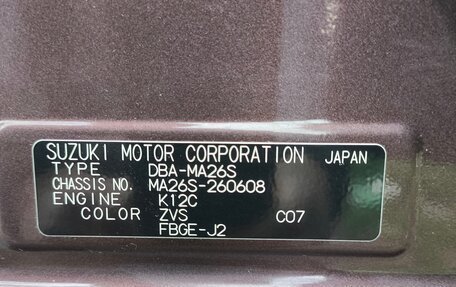 SUZUKI MOTOR CORPORATION JAPAN
TYPE DBA-MA26S
CHASSIS NO. MA26S-260608
ENGINE K12C
COLOR ZVS C07
FBGE-J2